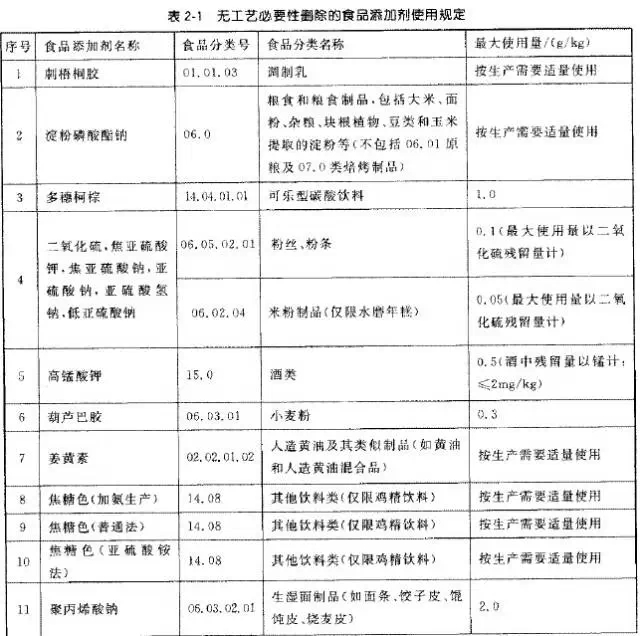 表 2-1 无工艺必要性删除的食品添加剂使用规定
序号 食品添加剂名称 食品分类号 食品分类名称 最大使用量/(g/kg)
1 刺梧桐胶 01.01.03 调制乳 按生产需要适量使用
2 淀粉磷酸酯钠 06.0 粮食和粮食制品,包括大米、面
粉、杂粮、块根植物、豆类和玉米
提取的淀粉等(不包括 06.01 原
粮及 07.0 类焙烤制品) 按生产需要适量使用
3 多穗柯棕 14.04.01.01 可乐型碳酸饮料 1.0
4 二氧化硫,焦亚硫酸
钾,焦亚硫酸钠,亚
硫酸钠,亚硫酸氢
钠,低亚硫酸钠
06.05.02.01 粉丝、粉条 0.1(最大使用量以二氧
化硫残留量计)
06.02.04 米粉制品(仅限水磨年糕) 0.05(最大使用量以二氧
化硫残留量计)
5 高锰酸钾 15.0 酒类 0.5(酒中残留量以锰计:
≤2mg/kg)
6 葫芦巴胶 06.03.01 小麦粉 0.3
7 姜黄素 02.02.01.02 人造黄油及其类似制品(如黄油
和人造黄油混合品) 按生产需要适量使用
8 焦糖色(加氨生产) 14.08 其他饮料类(仅限鸡精饮料) 按生产需要适量使用
9 焦糖色(普通法) 14.08 其他饮料类(仅限鸡精饮料) 按生产需要适量使用
10 焦糖色(亚硫酸铵
法) 14.08 其他饮料类(仅限鸡精饮料) 按生产需要适量使用
11 聚丙烯酸钠 06.03.02.01 生湿面制品(如面条、饺子皮、馄
饨皮、烧麦皮) 2.0